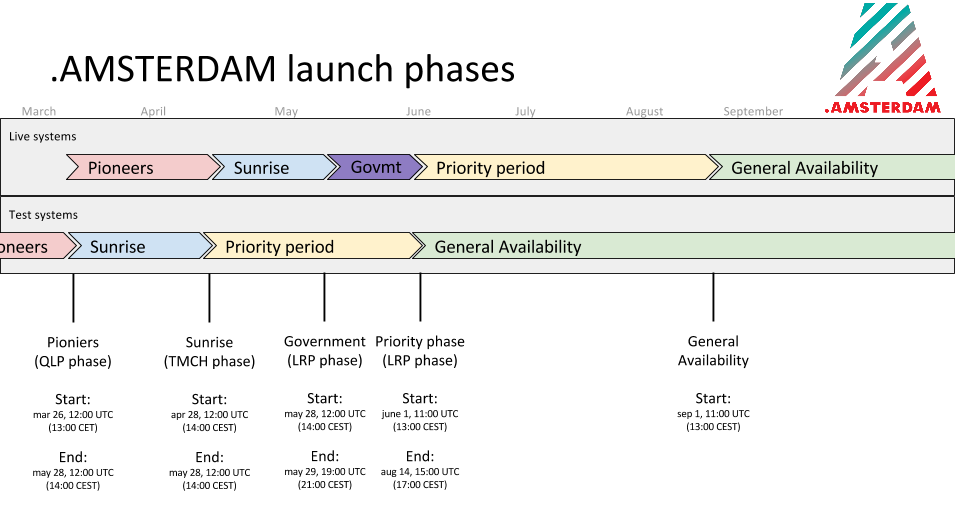 .AMSTERDAM launch phases
.AMSTERDAM
March April May June July August September
Live systems
Pioneers Sunrise Govmt Priority period General Availability
Test systems
oneers Sunrise Priority period General Availability
Pioniers
(QLP phase)
Start:
mar 26, 12:00 UTC
(13:00 CET)
End:
may 28, 12:00 UTC
(14:00 CEST)
Sunrise
(TMCH phase)
Start:
apr 28, 12:00 UTC
(14:00 CEST)
End:
may 28, 12:00 UTC
(14:00 CEST)
Government
(LRP phase)
Start:
may 28, 12:00 UTC
(14:00 CEST)
End:
may 29, 19:00 UTC
(21:00 CEST)
Priority phase
(LRP phase)
Start:
june 1, 11:00 UTC
(13:00 CEST)
End:
aug 14, 15:00 UTC
(17:00 CEST)
General
Availability
Start:
sep 1, 11:00 UTC
(13:00 CEST)